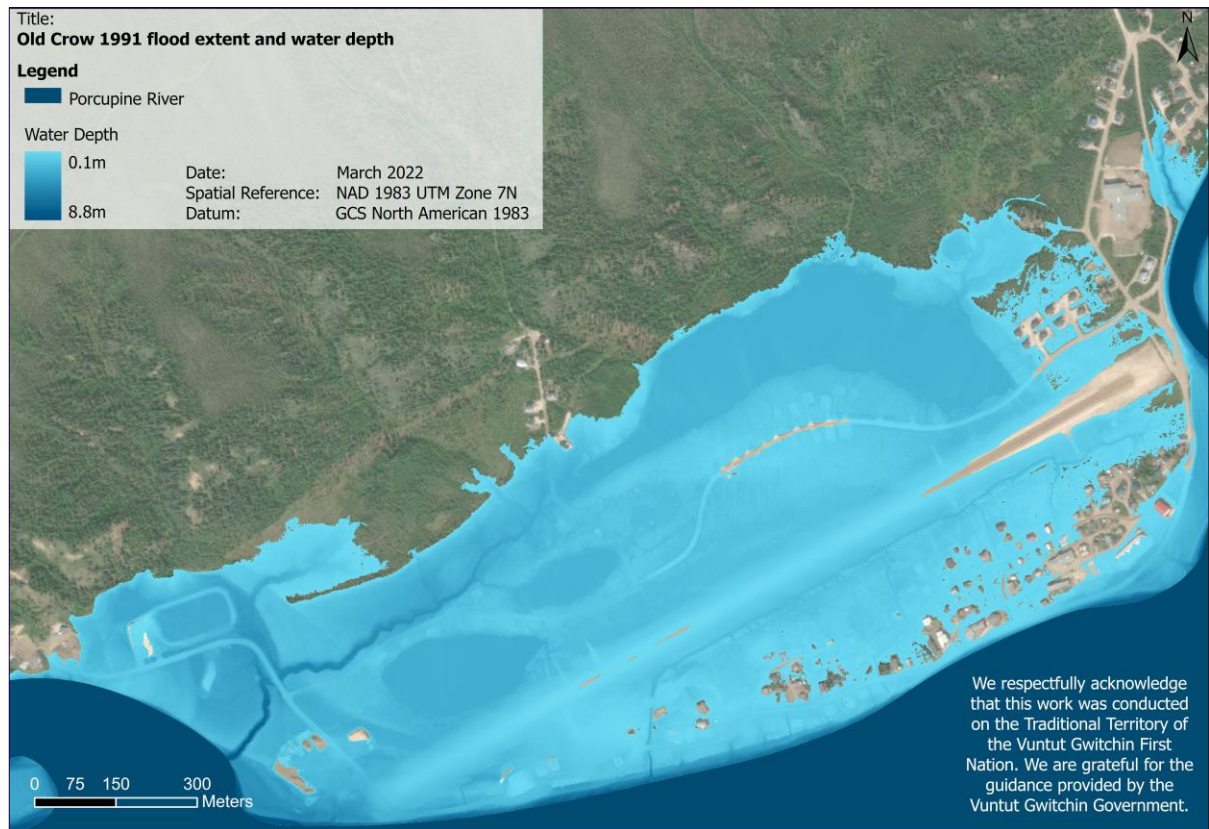 Title:
Old Crow 1991 flood extent and water depth
Legend
Porcupine River
Water Depth
0.1m
8.8m
Date: March 2022
Spatial Reference: NAD 1983 UTM Zone 7N
Datum: GCS North American 1983
N
0 75 150 300
Meters
We respectfully acknowledge
that this work was conducted
on the Traditional Territory of
the Vuntut Gwitchin First
Nation. We are grateful for the
guidance provided by the
Vuntut Gwitchin Government.